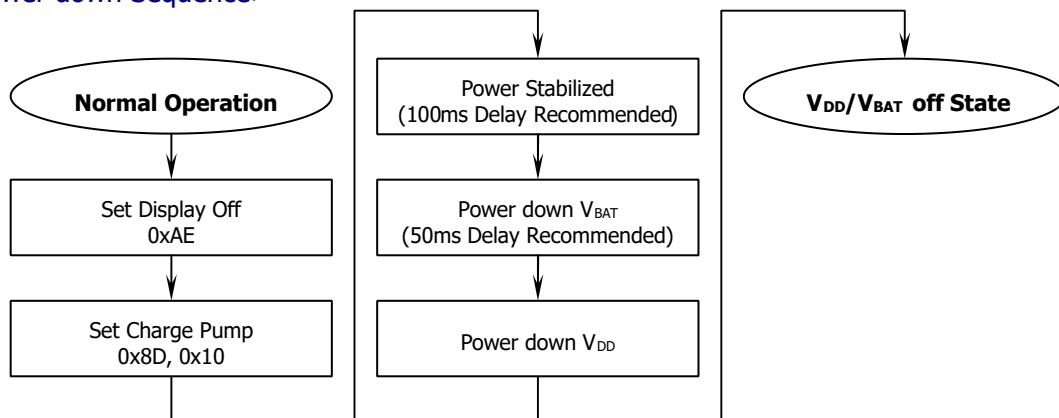 down Sequence
Normal Operation
Set Display Off
0xAE
Set Charge Pump
0x8D, 0x10
Power Stabilized
(100ms Delay Recommended)
Power down VBAT
(50ms Delay Recommended)
Power down VDD
VDD/VBAT off State